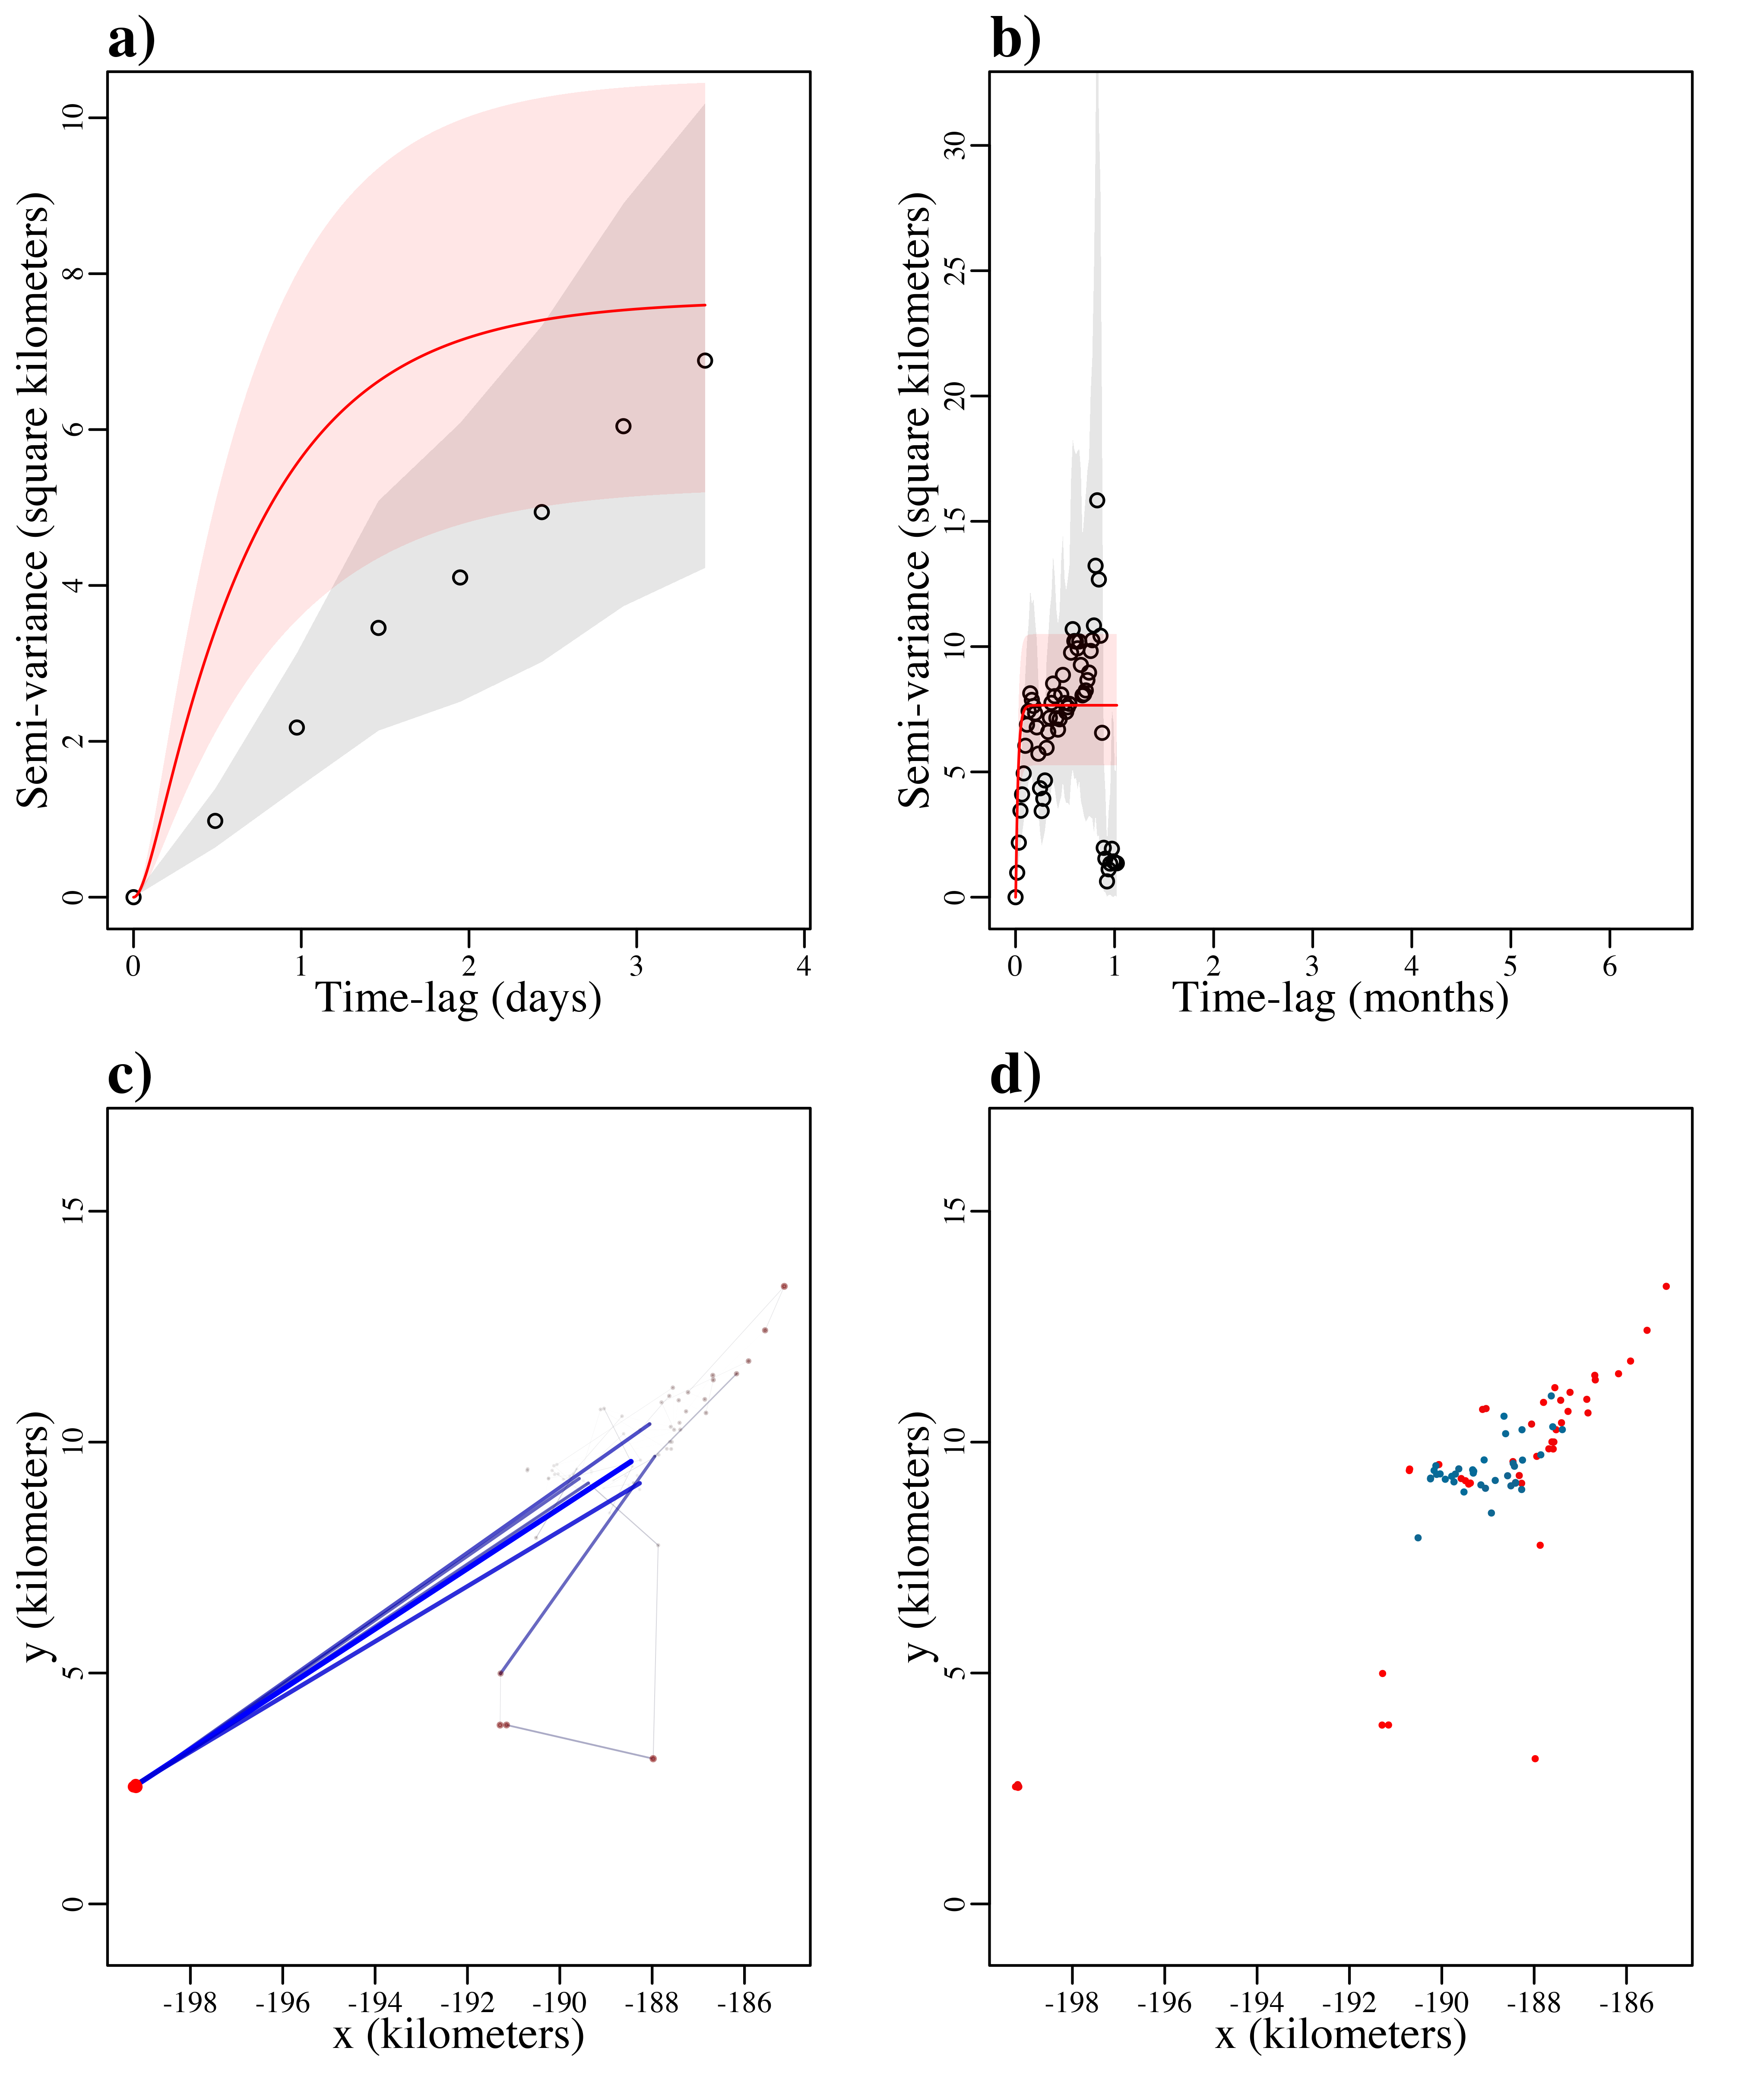 a)
Semi-variance (square kilometers)
0 2 4 6 8 10
0 1 2 3 4
Time-lag (days)
b)
Semi-variance (square kilometers)
0 5 10 15 20 25 30
0 1 2 3 4 5 6
Time-lag (months)
c)
y (kilometers)
0 5 10 15
-198 -196 -194 -192 -190 -188 -186
x (kilometers)
d)
y (kilometers)
0 5 10 15
-198 -196 -194 -192 -190 -188 -186
x (kilometers)